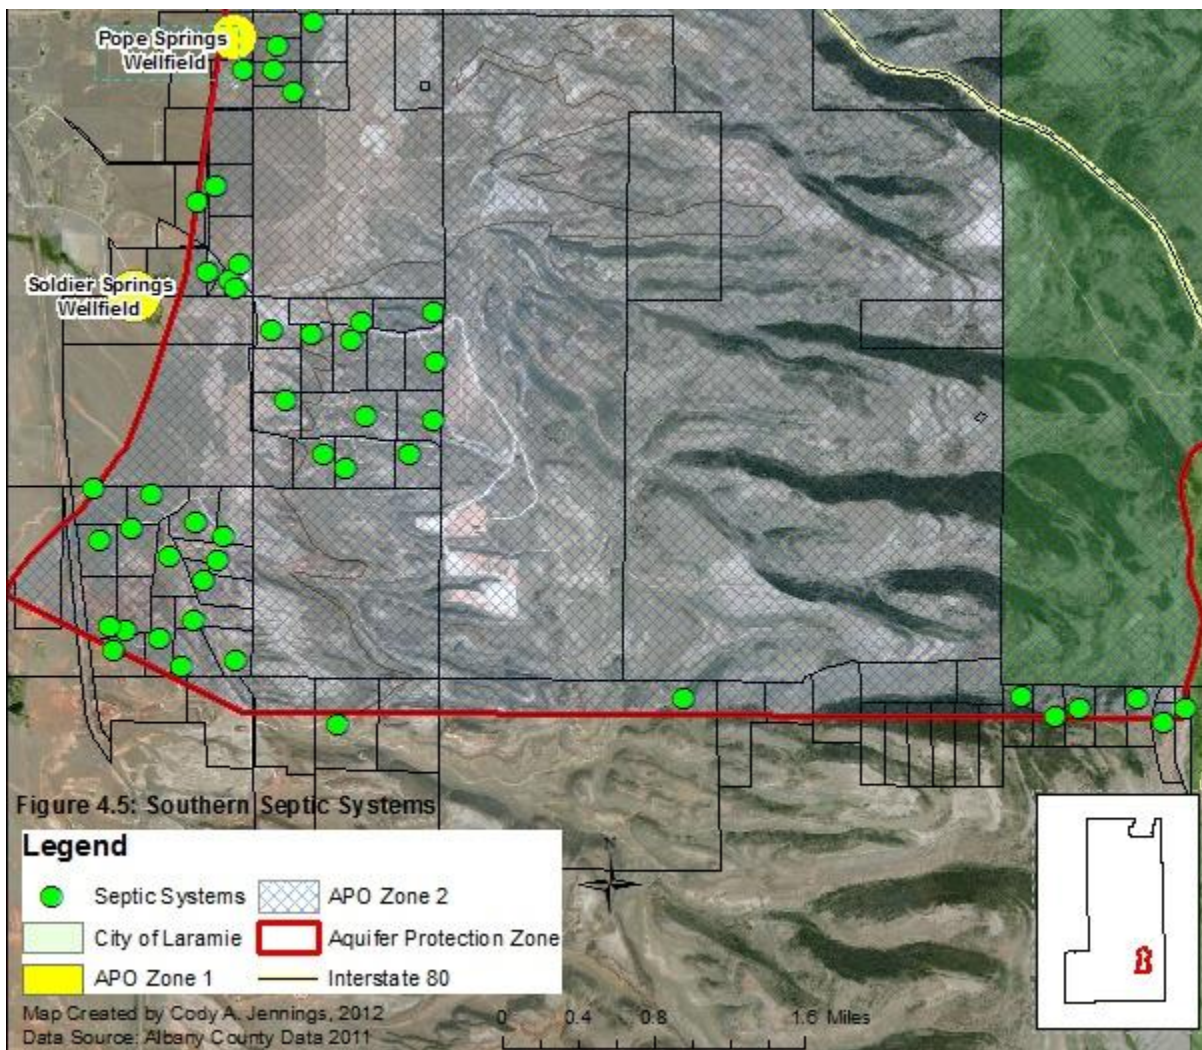 Pope Springs
Wellfield
Soldier Springs
Wellfield
Figure 4.5: Southern Septic Systems
Legend
Septic Systems
APO Zone 2
City of Laramie
Aquifer Protection Zone
APO Zone 1
Interstate 80
Map Created by Cody A. Jennings, 2012
Data Source: Albany County Data 2011
N
0 0.4 0.8 1.6 Miles